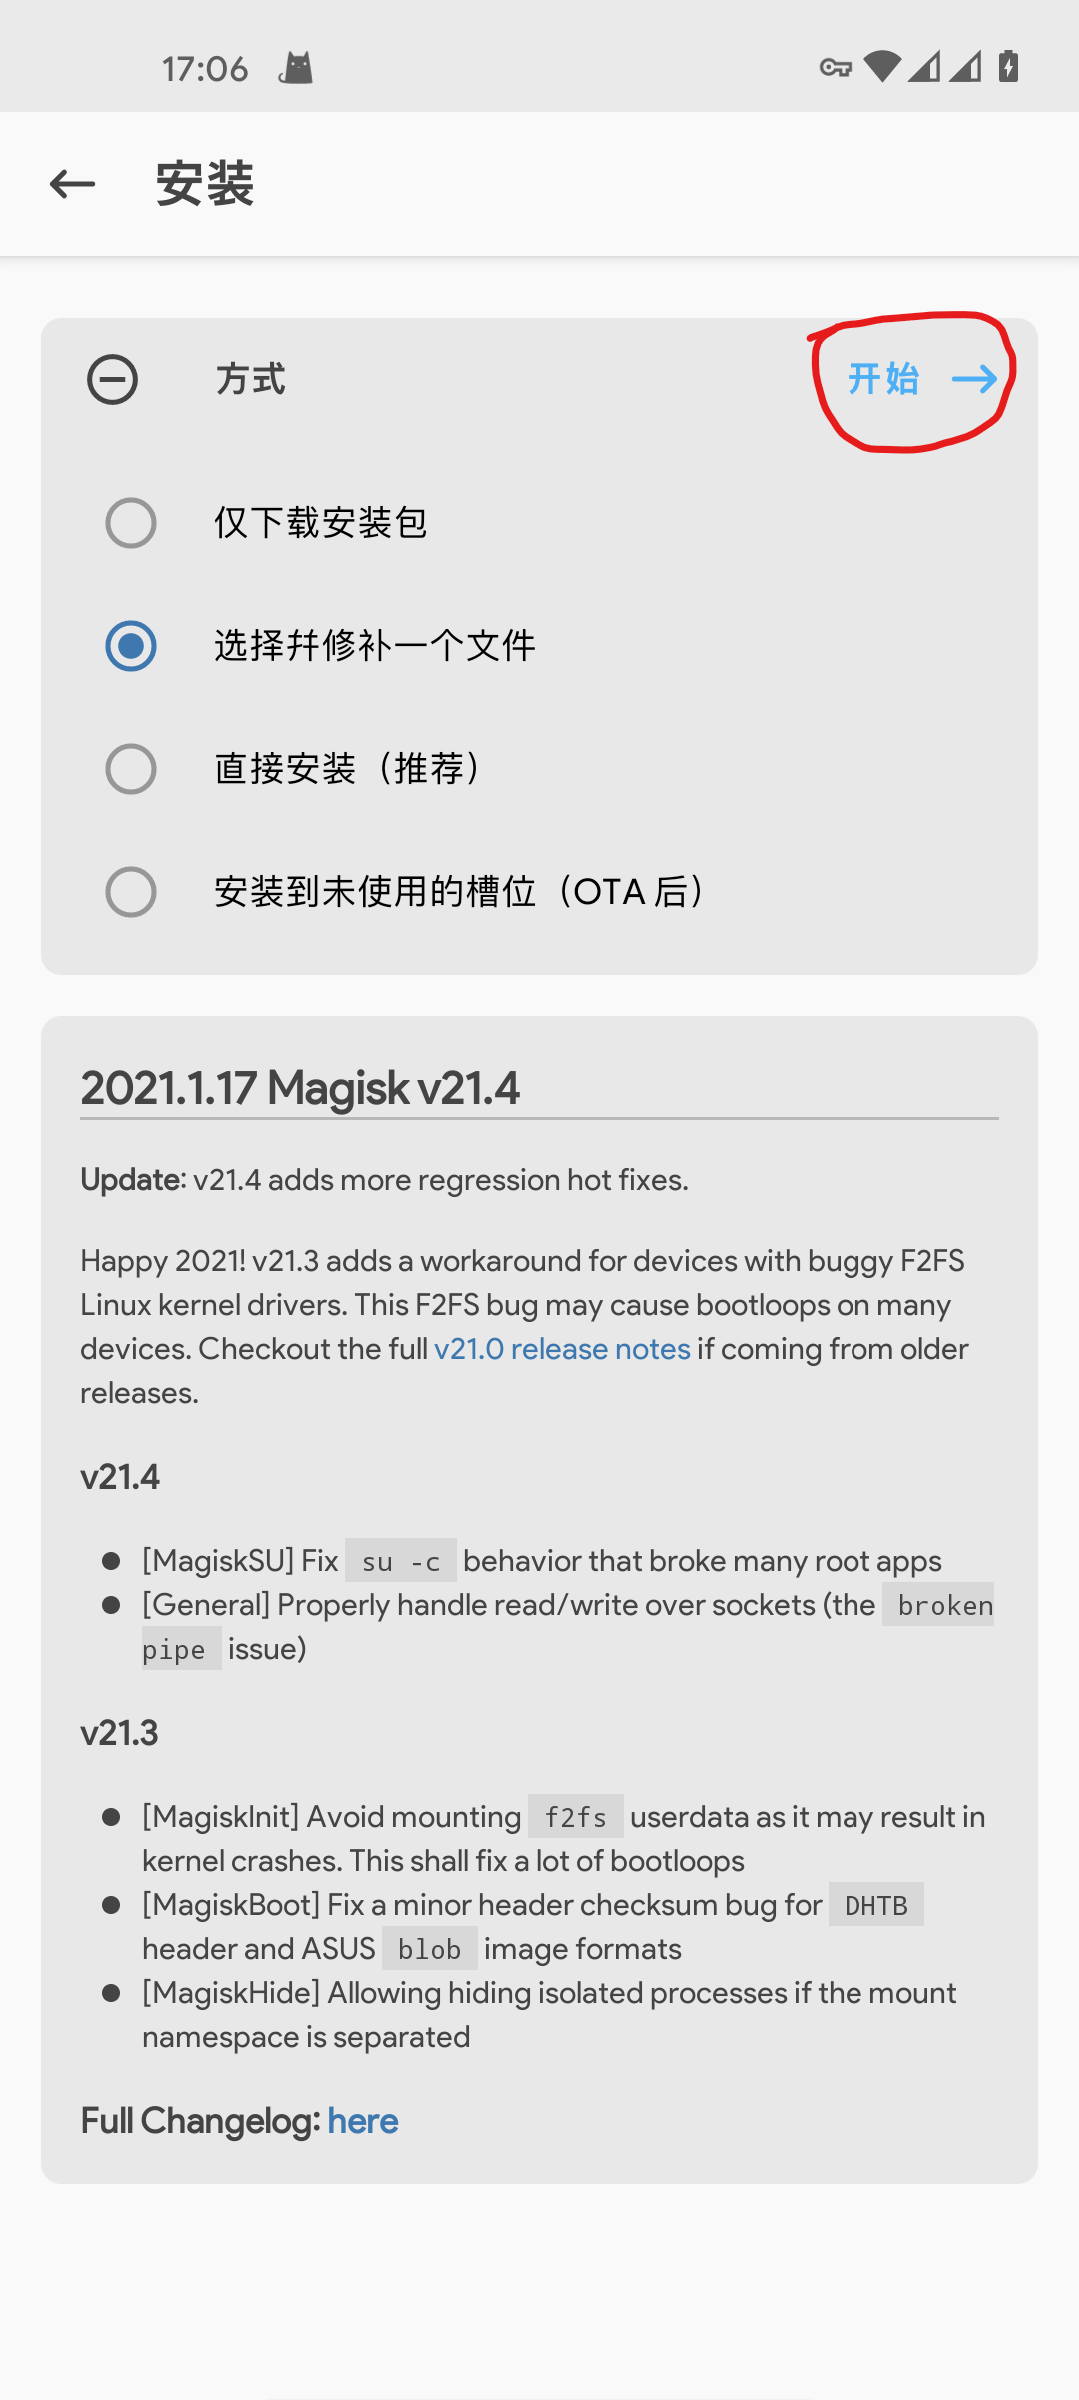 17:06
安装
方式
开始
仅下载安装包
选择并修补一个文件
直接安装（推荐）
安装到未使用的槽位（OTA 后）
2021.1.17 Magisk v21.4
Update: v21.4 adds more regression hot fixes.
Happy 2021! v21.3 adds a workaround for devices with buggy F2FS
Linux kernel drivers. This F2FS bug may cause bootloops on many
devices. Checkout the full v21.0 release notes if coming from older
releases.
v21.4
[MagiskSU] Fix su -c behavior that broke many root apps
[General] Properly handle read/write over sockets (the broken
pipe issue)
v21.3
[MagiskInit] Avoid mounting f2fs userdata as it may result in
kernel crashes. This shall fix a lot of bootloops
[MagiskBoot] Fix a minor header checksum bug for DHTB
header and ASUS blob image formats
[MagiskHide] Allowing hiding isolated processes if the mount
namespace is separated
Full Changelog: here